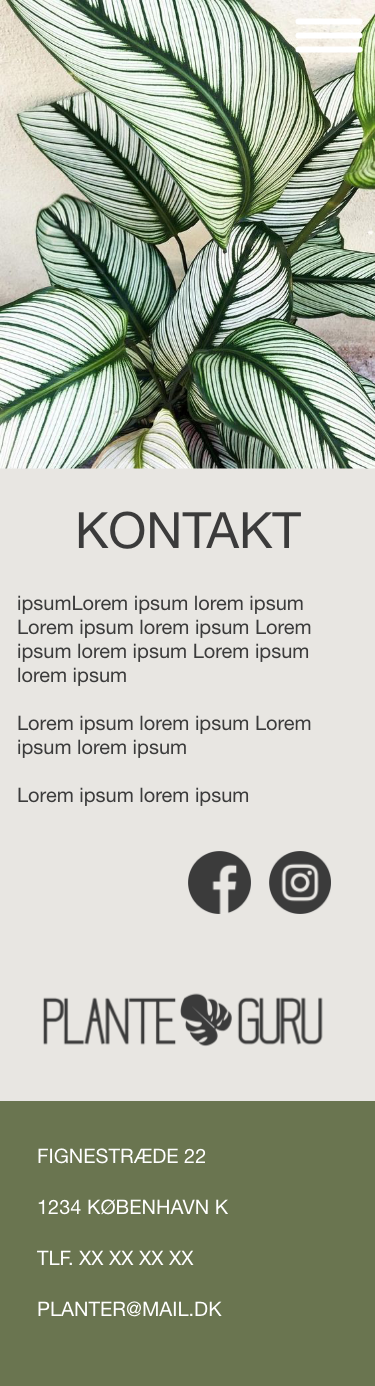 KONTAKT
ipsumLorem ipsum lorem ipsum
Lorem ipsum lorem ipsum Lorem
ipsum lorem ipsum Lorem ipsum
lorem ipsum
Lorem ipsum lorem ipsum Lorem
ipsum lorem ipsum
Lorem ipsum lorem ipsum
PLANTE GURU
FIGNESTRÆDE 22
1234 KØBENHAVN K
TLF. XX XX XX XX
PLANTER@MAIL.DK